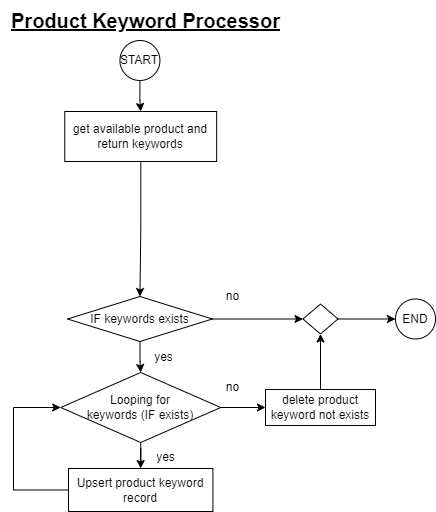 Product Keyword Processor
START
get available product and
return keywords
IF keywords exists
no
END
yes
Looping for
keywords (IF exists)
no
delete product
keyword not exists
yes
Upsert product keyword
record